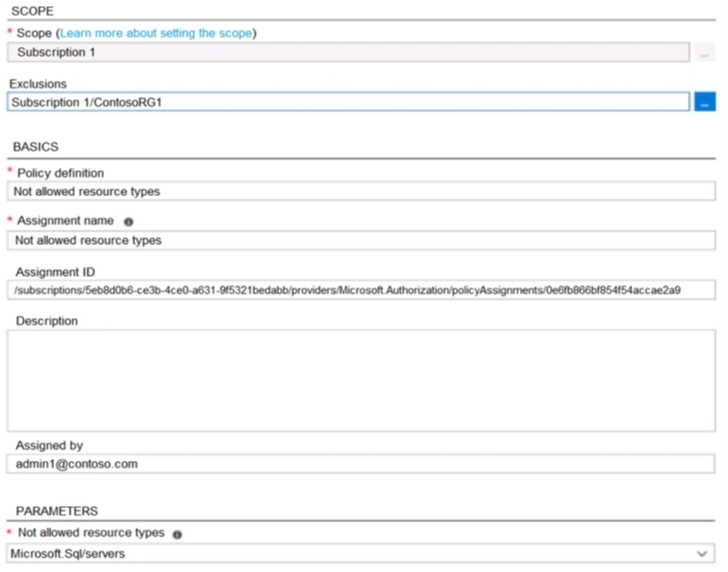 SCOPE
* Scope (Learn more about setting the scope)
Subscription 1
...
Exclusions
Subscription 1/ContosoRG1
...
BASICS
* Policy definition
Not allowed resource types
* Assignment name
Not allowed resource types
Assignment ID
/subscriptions/5eb8d0b6-ce3b-4ce0-a631-9f5321bedabb/providers/Microsoft.Authorization/policyAssignments/0e6fb866bf854f54accae2a9
Description
Assigned by
admin1@contoso.com
PARAMETERS
* Not allowed resource types
Microsoft.Sql/servers